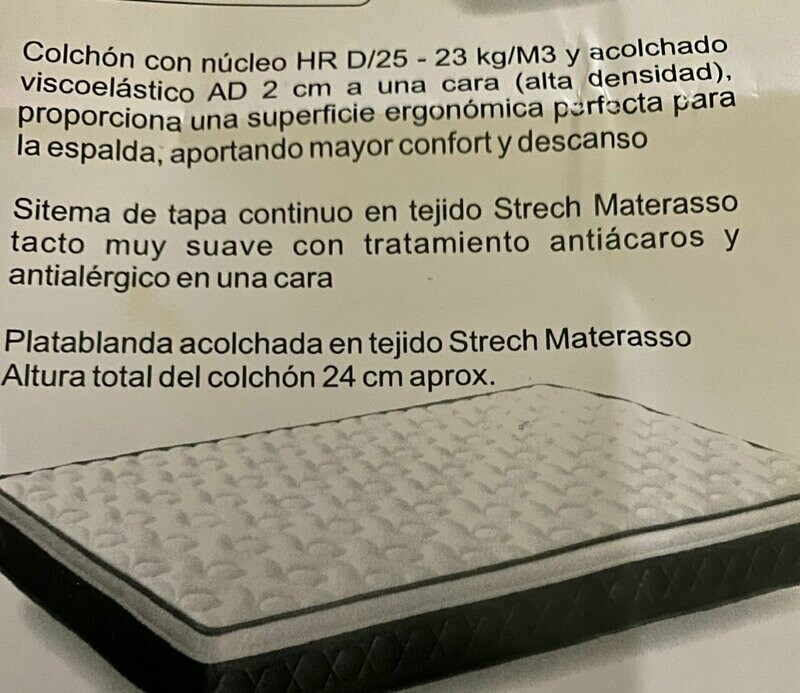 Colchón con núcleo HR D/25 - 23 kg/M3 y acolchado
viscoelástico AD 2 cm a una cara (alta densidad),
proporciona una superficie ergonómica perfecta para
la espalda, aportando mayor confort y descanso
Sitema de tapa continuo en tejido Strech Materasso
tacto muy suave con tratamiento antiácaros y
antialérgico en una cara
Platablanda acolchada en tejido Strech Materasso
Altura total del colchón 24 cm aprox.